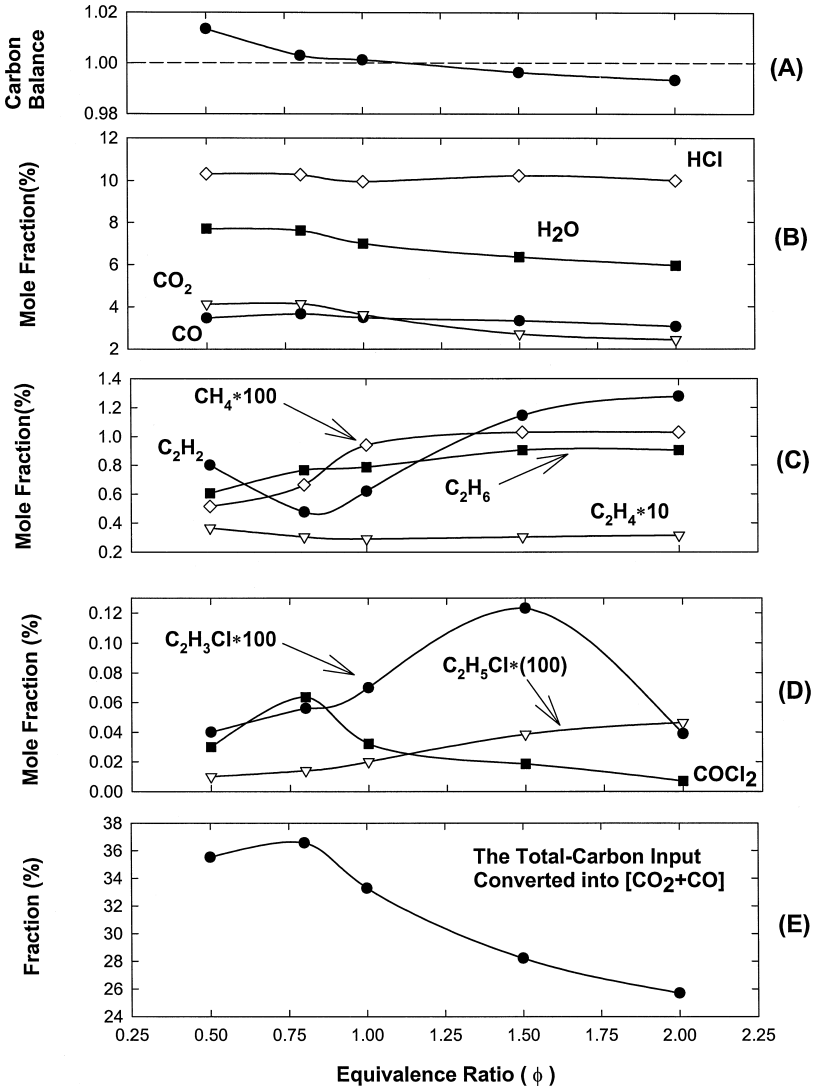 1.02
1.00
0.98
Carbon
Balance
(A)
12
10
8
6
4
2
Mole Fraction(%)
HCl
H2O
CO2
CO
(B)
1.4
1.2
1.0
0.8
0.6
0.4
0.2
Mole Fraction(%)
CH4*100
C2H2
C2H6
C2H4*10
(C)
0.12
0.10
0.08
0.06
0.04
0.02
0.00
Mole Fraction (%)
C2H3Cl*100
C2H5Cl*(100)
COCl2
(D)
38
36
34
32
30
28
26
24
Fraction (%)
The Total-Carbon Input
Converted into [CO2+CO]
(E)
0.25 0.50 0.75 1.00 1.25 1.50 1.75 2.00 2.25
Equivalence Ratio ( ϕ )